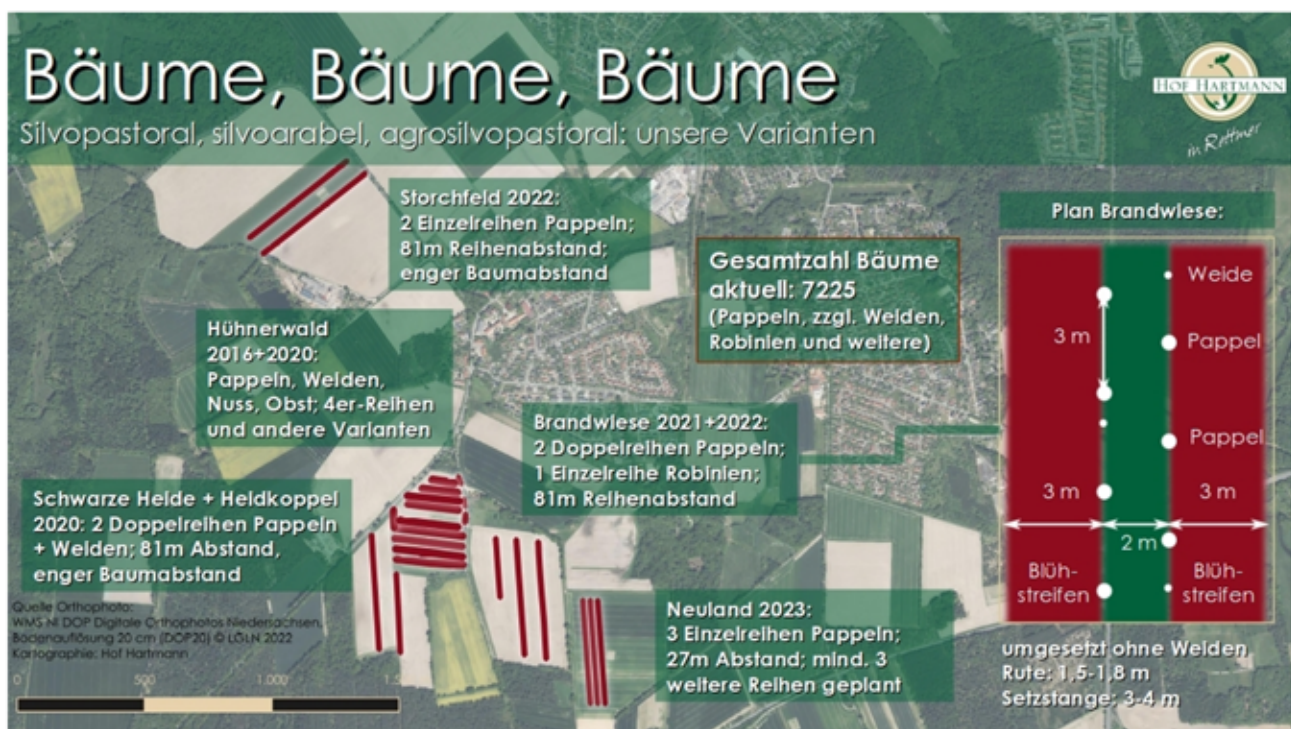 Bäume, Bäume, Bäume
Silvopastoral, silvoarabel, agrosilvopastoral: unsere Varianten
HOF HARTMANN
in Rettmer
Storchfeld 2022:
2 Einzelreihen Pappeln;
81m Reihenabstand;
enger Baumabstand
Gesamtzahl Bäume
aktuell: 7225
(Pappeln, zzgl. Weiden,
Robinien und weitere)
Hühnerwald
2016+2020:
Pappeln, Weiden,
Nuss, Obst; 4er-Reihen
und andere Varianten
Brandwiese 2021+2022:
2 Doppelreihen Pappeln;
1 Einzelreihe Robinien;
81m Reihenabstand
Schwarze Heide + Heidkoppel
2020: 2 Doppelreihen Pappeln
+ Weiden; 81m Abstand,
enger Baumabstand
Neuland 2023:
3 Einzelreihen Pappeln;
27m Abstand; mind. 3
weitere Reihen geplant
Quelle Orthophoto:
WMS NI DOP Digitale Orthophotos Niedersachsen,
Bodenauflösung 20 cm (DOP20) © LGLN 2022
Kartographie: Hof Hartmann
0 500 1.000
Plan Brandwiese:
Weide
3 m
Pappel
Pappel
3 m
3 m
2 m
Blüh-
streifen
Blüh-
streifen
umgesetzt ohne Weiden
Rute: 1,5-1,8 m
Setzstange: 3-4 m